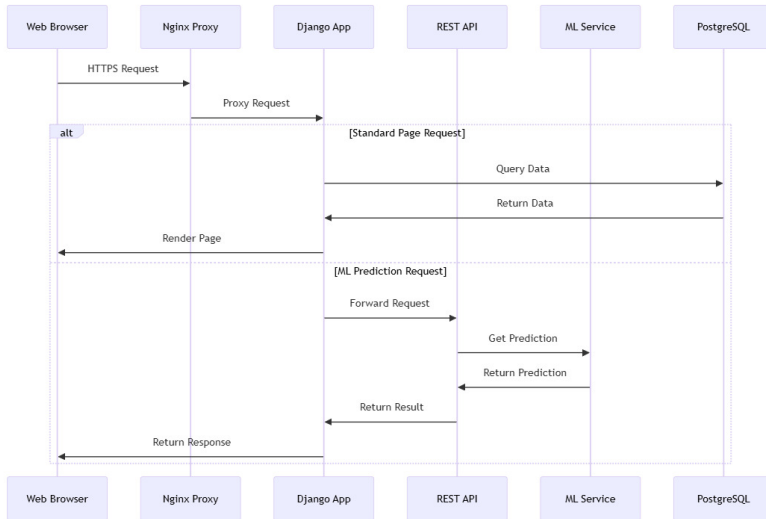 Web Browser
Nginx Proxy
Django App
REST API
ML Service
PostgreSQL
HTTPS Request
Proxy Request
alt
[Standard Page Request]
Query Data
Return Data
Render Page
[ML Prediction Request]
Forward Request
Get Prediction
Return Prediction
Return Result
Return Response
Web Browser
Nginx Proxy
Django App
REST API
ML Service
PostgreSQL